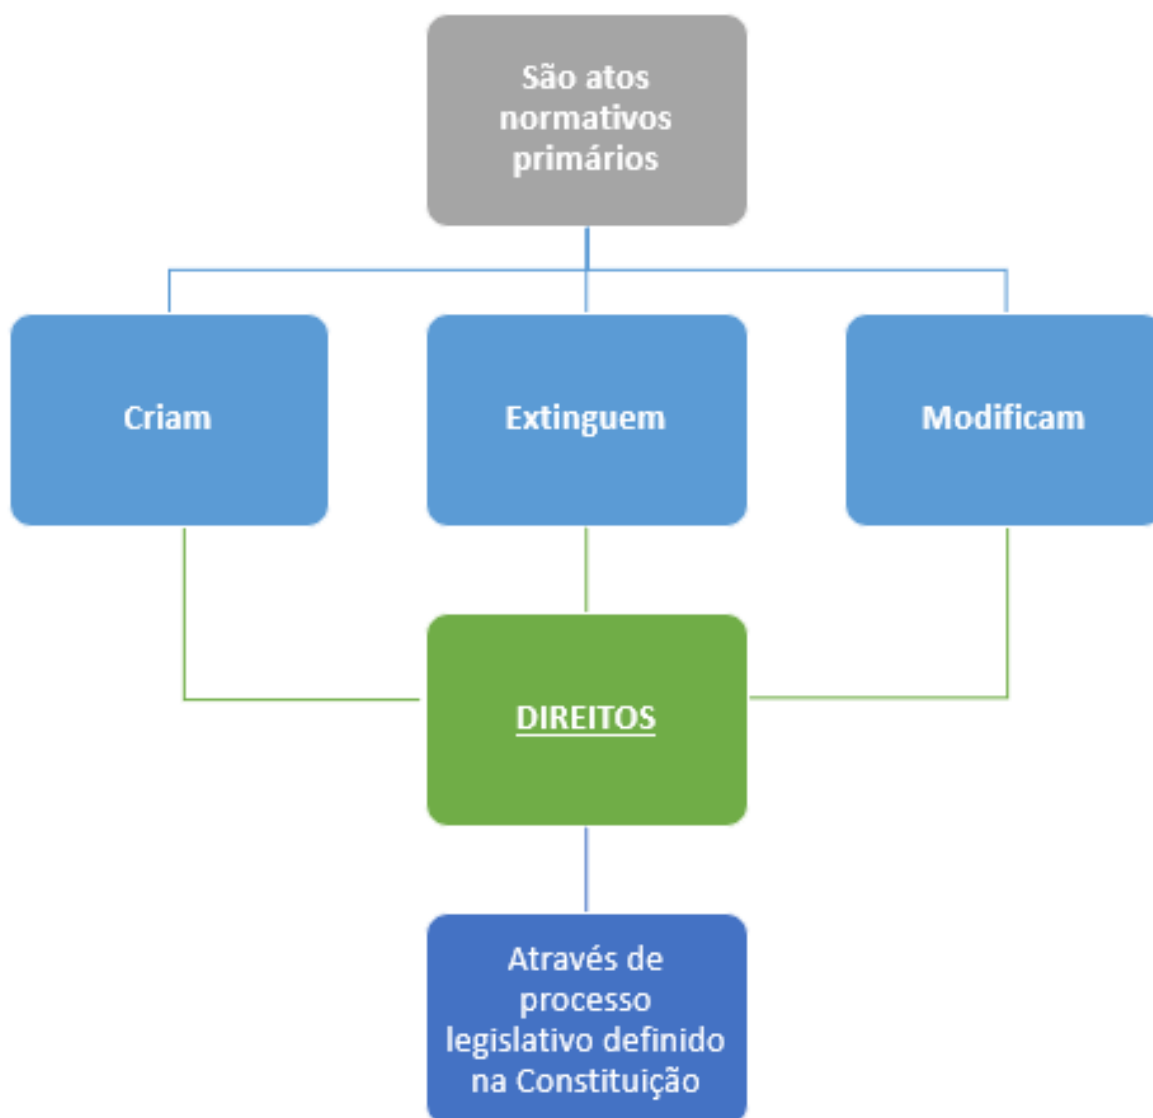 São atos
normativos
primários
Criam
Extinguem
Modificam
DIREITOS
Através de
processo
legislativo definido
na Constituição